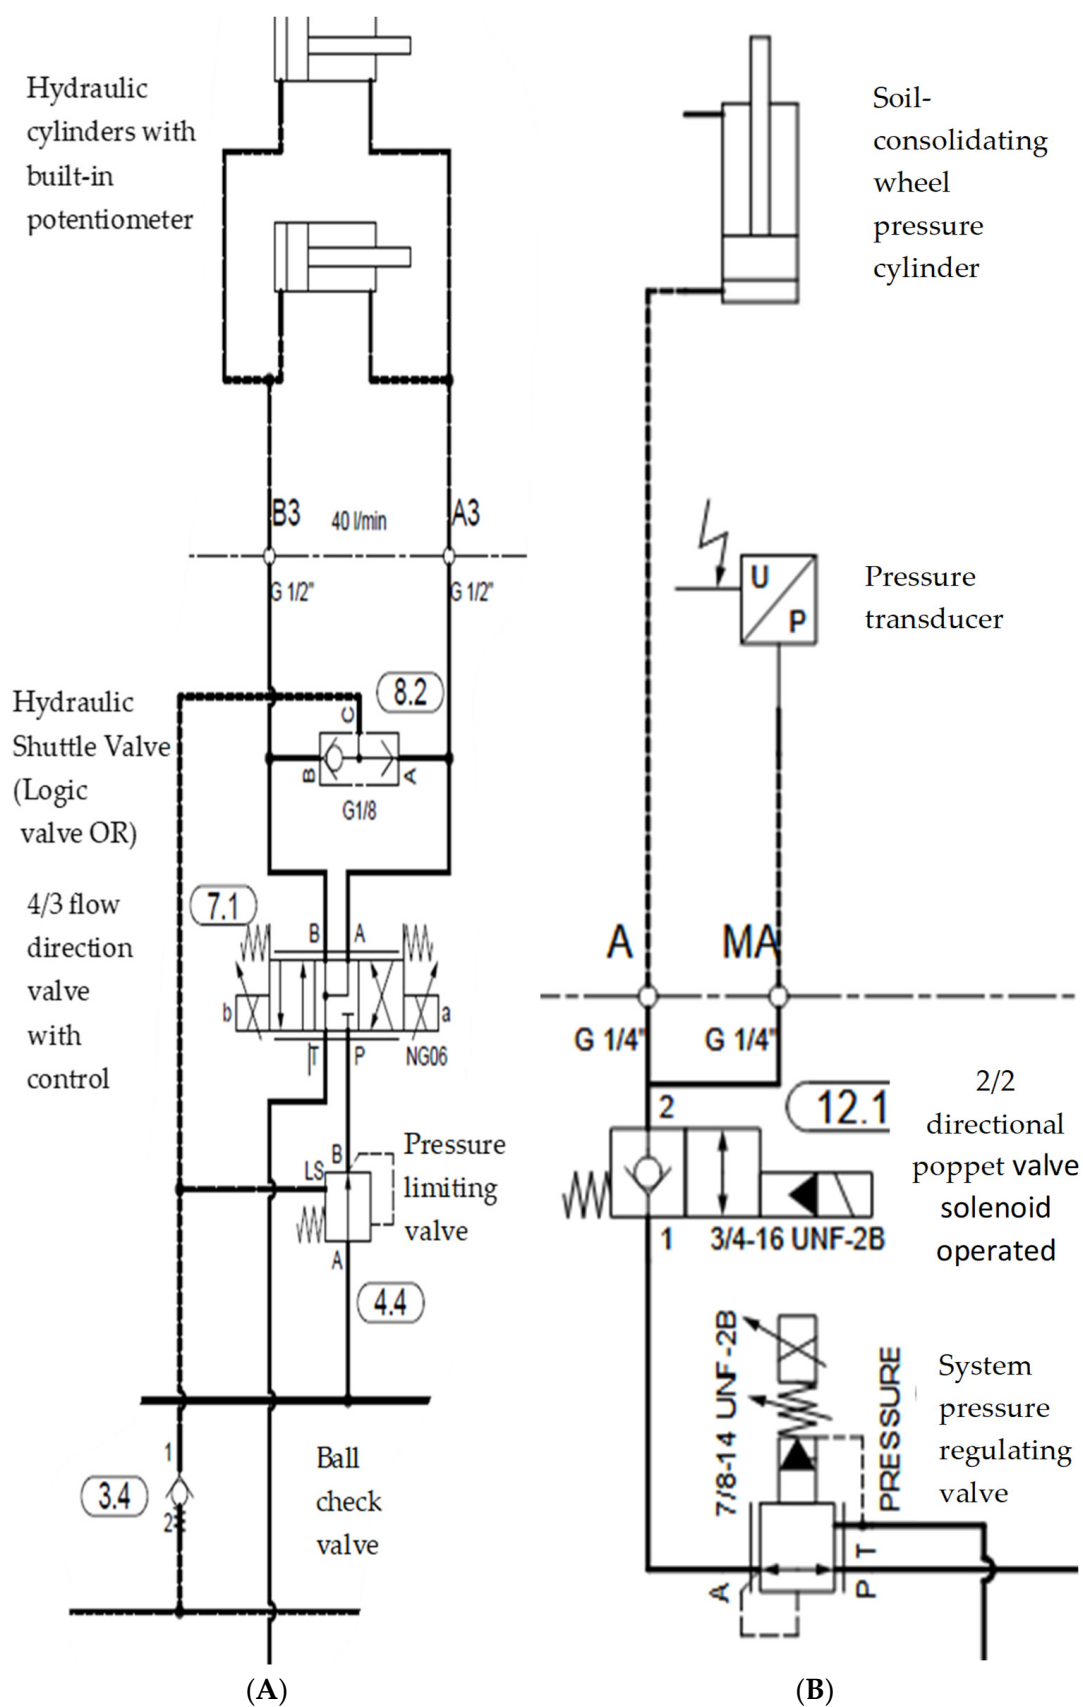 Hydraulic
cylinders with
built-in
potentiometer
B3
40 l/min
A3
G 1/2"
G 1/2"
8.2
Hydraulic
Shuttle Valve
(Logic
valve OR)
C
B
A
G1/8
4/3 flow
direction
valve
with
control
7.1
B
A
b
a
T
P
NG06
Pressure
limiting
valve
B
LS
A
4.4
1
3.4
2
Ball
check
valve
(A)
Soil-
consolidating
wheel
pressure
cylinder
U
P
Pressure
transducer
A
MA
G 1/4"
G 1/4"
2
12.1
2/2
directional
poppet valve
solenoid
operated
1
3/4-16 UNF-2B
7/8-14 UNF-2B
PRESSURE
System
pressure
regulating
valve
A
T
P
(B)